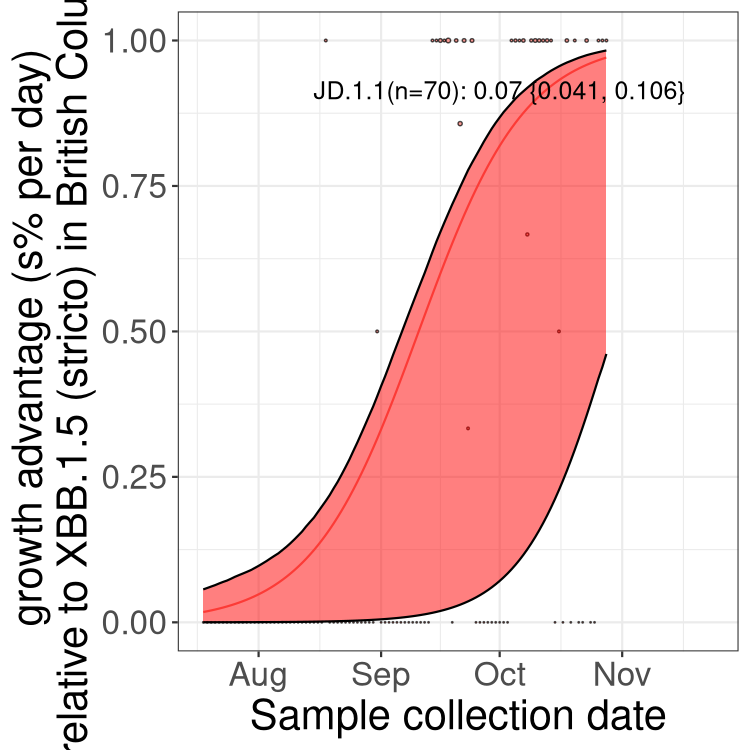 growth advantage (s% per day)
relative to XBB.1.5 (stricto) in British Colu
1.00
0.75
0.50
0.25
0.00
JD.1.1(n=70): 0.07 {0.041, 0.106}
Aug Sep Oct Nov
Sample collection date